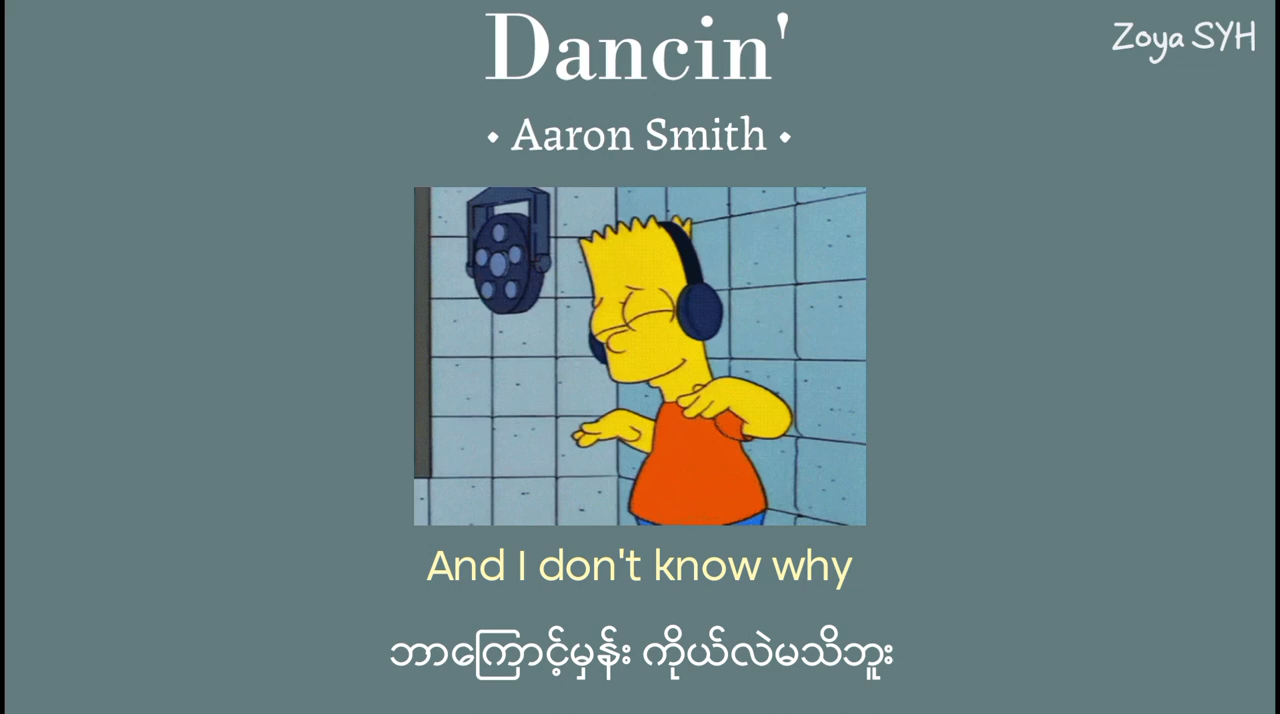 Dancin'
Zoya SYH
• Aaron Smith •
And I don't know why
ဘာကြောင့်မှန်း ကိုယ်လဲမသိဘူး